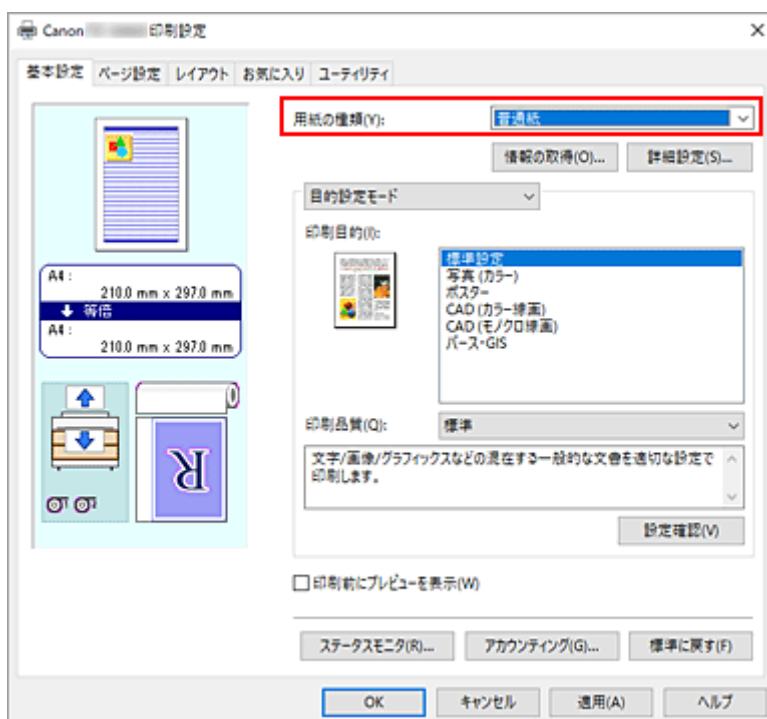 Canon 印刷設定
基本設定 ページ設定 レイアウト お気に入り ユーティリティ
用紙の種類(Y): 普通紙
情報の取得(O)... 詳細設定(S)...
目的設定モード
印刷目的(I):
標準設定
写真 (カラー)
ポスター
CAD (カラー線画)
CAD (モノクロ線画)
パース・GIS
A4 :
210.0 mm x 297.0 mm
等倍
A4 :
210.0 mm x 297.0 mm
R
印刷品質(Q): 標準
文字/画像/グラフィックスなどの混在する一般的な文書を適切な設定で
印刷します。
設定確認(V)
印刷前にプレビューを表示(W)
ステータスモニタ(R)... アカウンティング(G)... 標準に戻す(F)
OK キャンセル 適用(A) ヘルプ